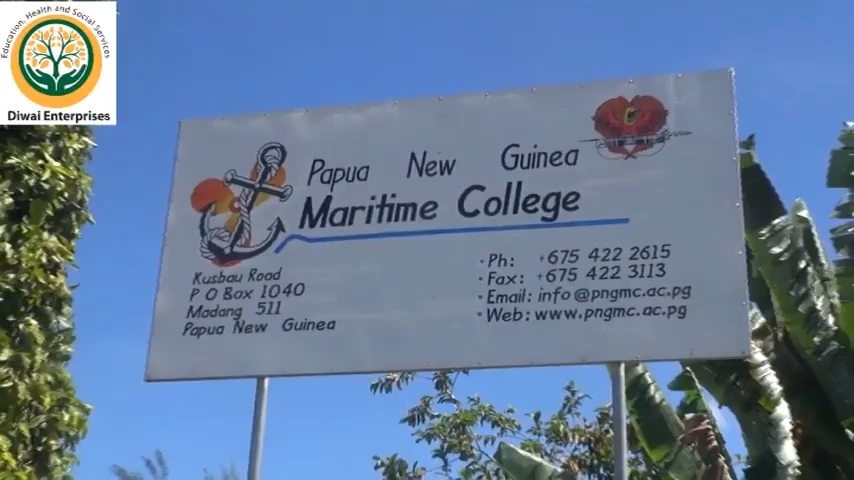 Education, Health and Social Services
Diwai Enterprises
Papua New Guinea
Maritime College
Kusbau Road
P O Box 1040
Madang 511
Papua New Guinea
• Ph: +675 422 2615
• Fax: +675 422 3113
• Email: info@pngmc.ac.pg
• Web: www.pngmc.ac.pg